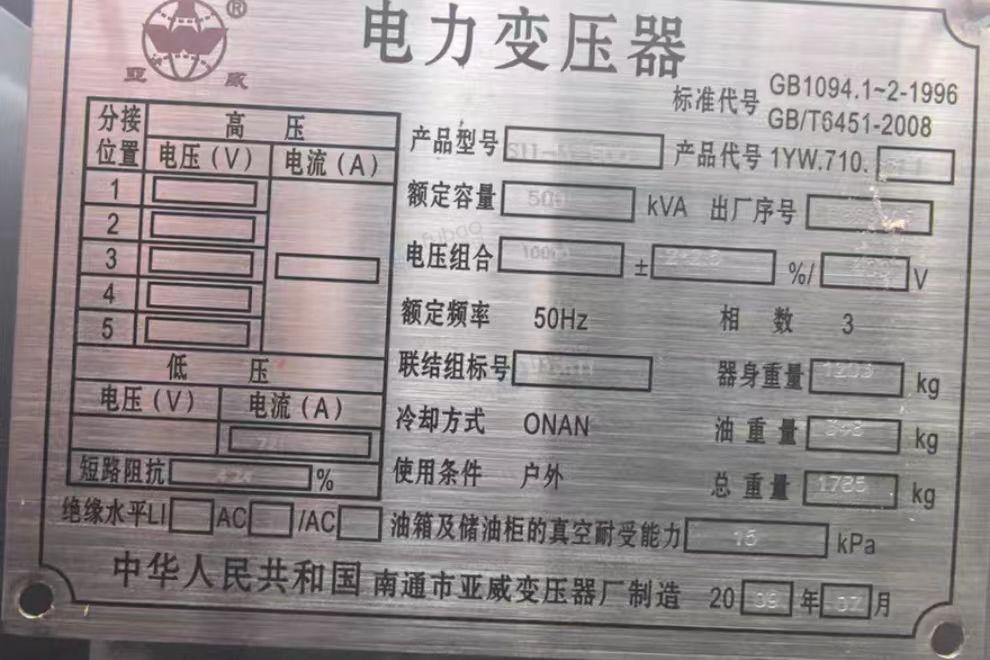 ®
亚 威
电力变压器
标准代号 GB1094.1~2-1996
GB/T6451-2008
分接位置 高 压
电压(V) 电流(A)
1
2
3
4
5
低 压
电压(V) 电流(A)
短路阻抗 %
绝缘水平LI AC /AC
产品型号 产品代号 1YW.710.
额定容量 500 kVA 出厂序号
电压组合 ± %/ V
额定频率 50Hz 相 数 3
联结组标号 器身重量 kg
冷却方式 ONAN 油 重 量 kg
使用条件 户外 总 重 量 1785 kg
油箱及储油柜的真空耐受能力 15 kPa
中华人民共和国 南通市亚威变压器厂制造 20 09 年 07 月